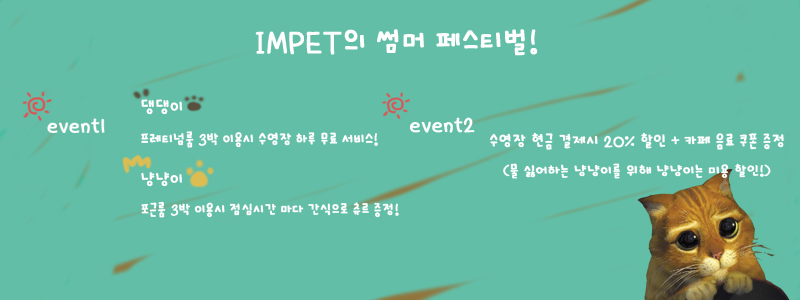 IMPET의 썸머 페스티벌!
event1
댕댕이
프레티넘룸 3박 이용시 수영장 하루 무료 서비스!
냥냥이
포근룸 3박 이용시 점심시간 마다 간식으로 츄르 증정!
event2
수영장 현금 결제시 20% 할인 + 카페 음료 쿠폰 증정
(물 싫어하는 냥냥이를 위해 냥냥이는 미용 할인!)